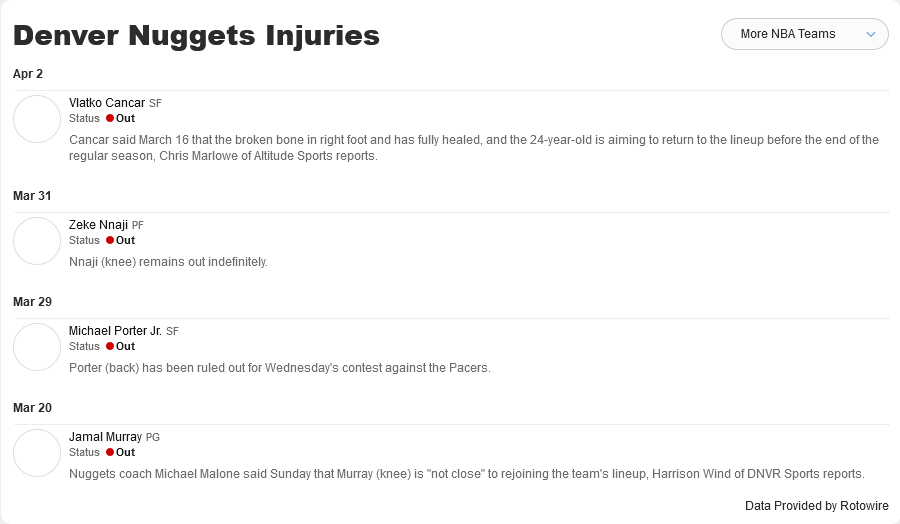 Denver Nuggets Injuries
More NBA Teams
Apr 2
Vlatko Cancar SF
Status Out
Cancar said March 16 that the broken bone in right foot and has fully healed, and the 24-year-old is aiming to return to the lineup before the end of the
regular season, Chris Marlowe of Altitude Sports reports.
Mar 31
Zeke Nnaji PF
Status Out
Nnaji (knee) remains out indefinitely.
Mar 29
Michael Porter Jr. SF
Status Out
Porter (back) has been ruled out for Wednesday's contest against the Pacers.
Mar 20
Jamal Murray PG
Status Out
Nuggets coach Michael Malone said Sunday that Murray (knee) is "not close" to rejoining the team's lineup, Harrison Wind of DNVR Sports reports.
Data Provided by Rotowire